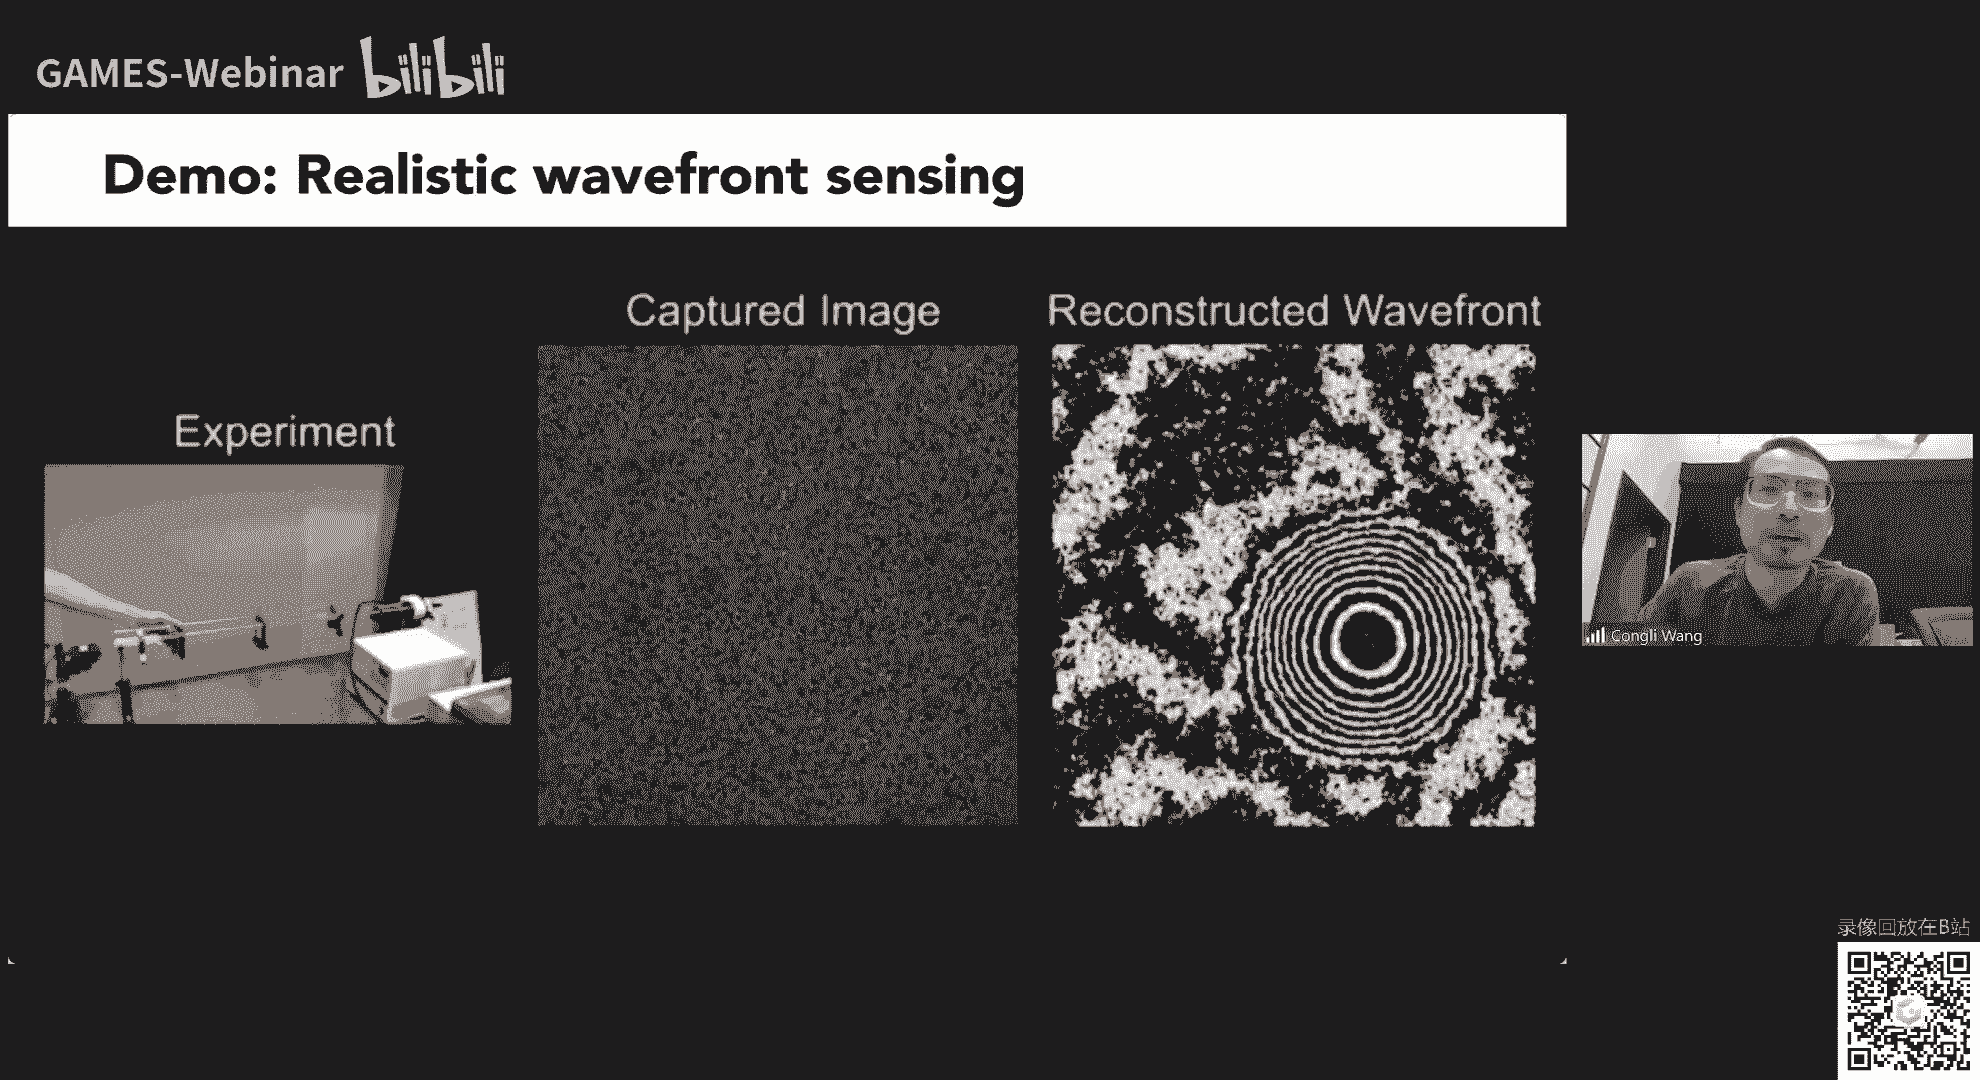 GAMES-Webinar bilibili
Demo: Realistic wavefront sensing
Captured Image
Reconstructed Wavefront
Experiment
Congli Wang
录像回放在B站